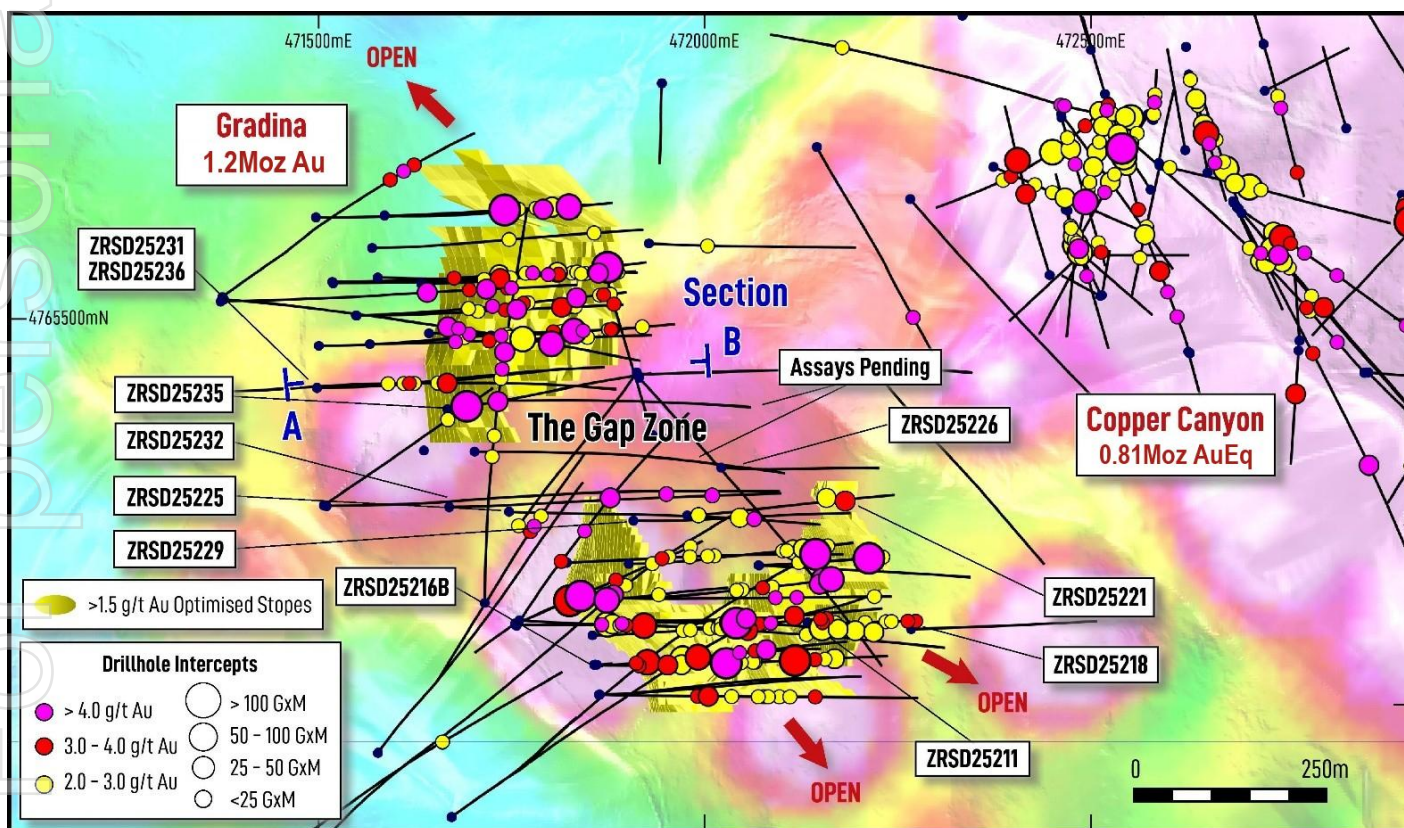 471500mE
472000mE
472500mE
OPEN
Gradina
1.2Moz Au
ZRSD25231
ZRSD25236
Section
B
4765500mN
Assays Pending
ZRSD25235
A
The Gap Zone
ZRSD25226
Copper Canyon
0.81Moz AuEq
ZRSD25232
ZRSD25225
ZRSD25229
ZRSD25216B
>1.5 g/t Au Optimised Stopes
ZRSD25221
ZRSD25218
OPEN
ZRSD25211
OPEN
Drillhole Intercepts
> 4.0 g/t Au
3.0 - 4.0 g/t Au
2.0 - 3.0 g/t Au
> 100 GxM
50 - 100 GxM
25 - 50 GxM
<25 GxM
0 250m
For persona